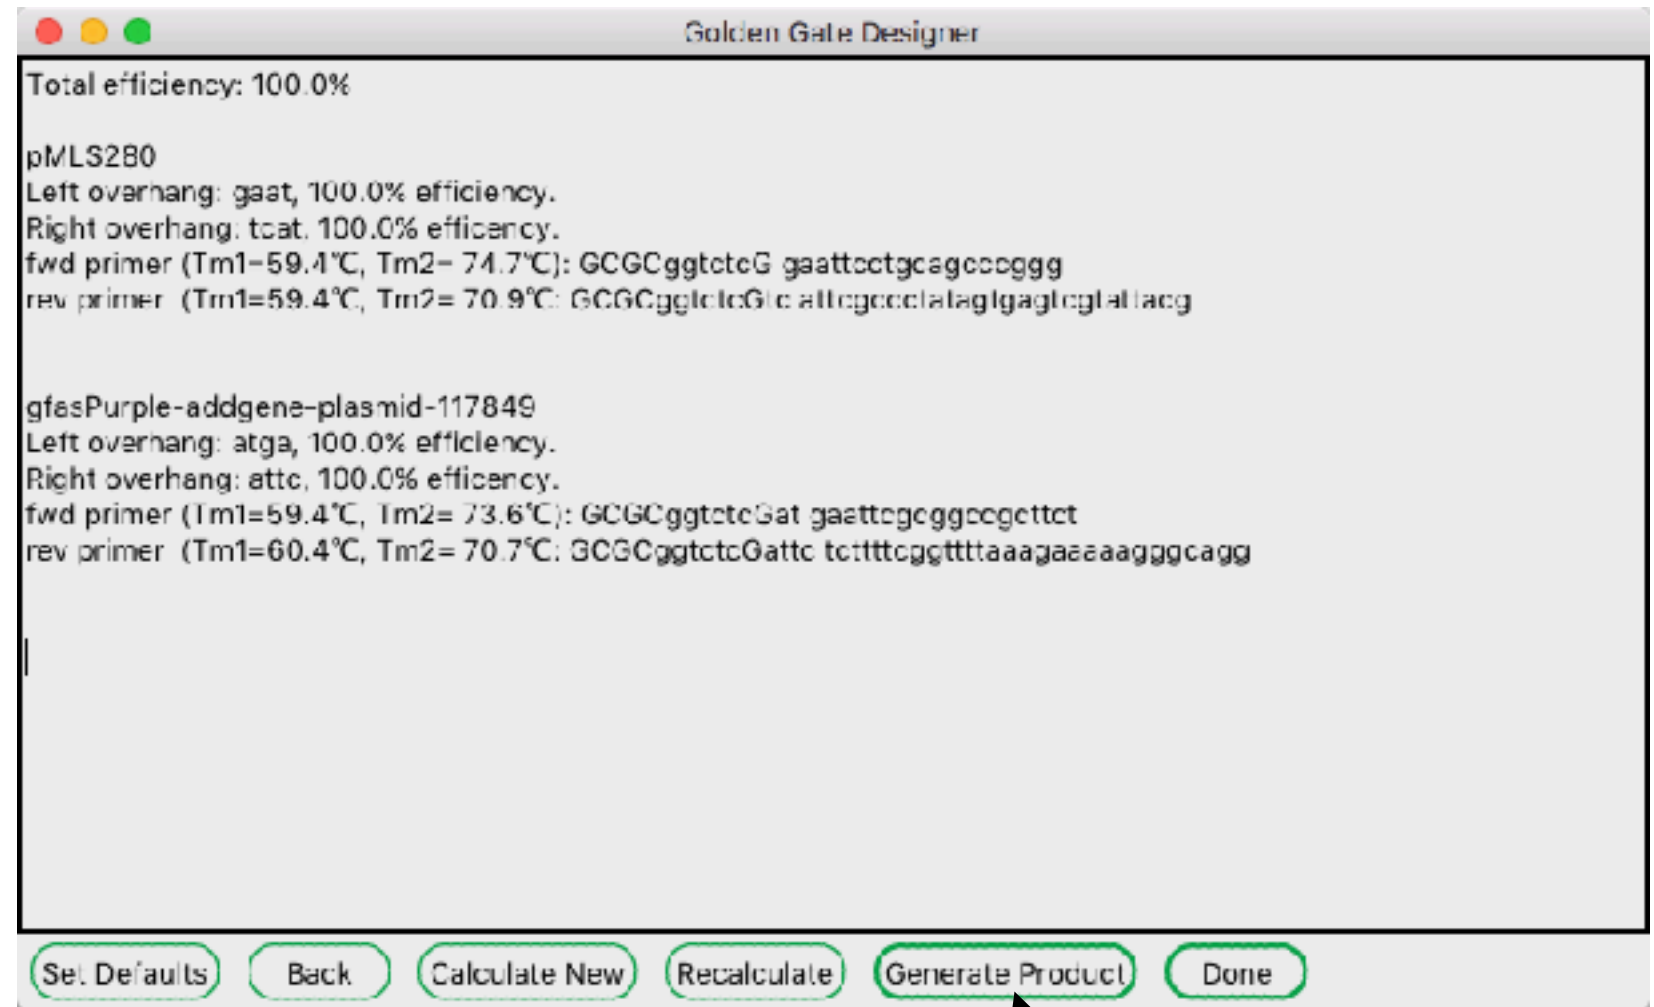 Golden Gate Designer
Total efficiency: 100.0%
pMLS280
Left overhang: gaat, 100.0% efficiency.
Right overhang: tcat, 100.0% efficency.
fwd primer (Tm1=59.4°C, Tm2= 74.7°C): GCGCggtctcG gaattcctgcagcccggg
rev primer (Tm1=59.4°C, Tm2= 70.9°C: GCGCggtctcGtc attcgccctatagtgagtcgtattacg
gfasPurple-addgene-plasmid-117849
Left overhang: atga, 100.0% efficiency.
Right overhang: attc, 100.0% efficency.
fwd primer (Tm1=59.4°C, Tm2= 73.6°C): GCGCggtctcGat gaattcgcggccgcttct
rev primer (Tm1=60.4°C, Tm2= 70.7°C: GCGCggtctcGattc tcttttcggttttaaagaaaaagggcagg
Set Defaults Back Calculate New Recalculate Generate Product Done